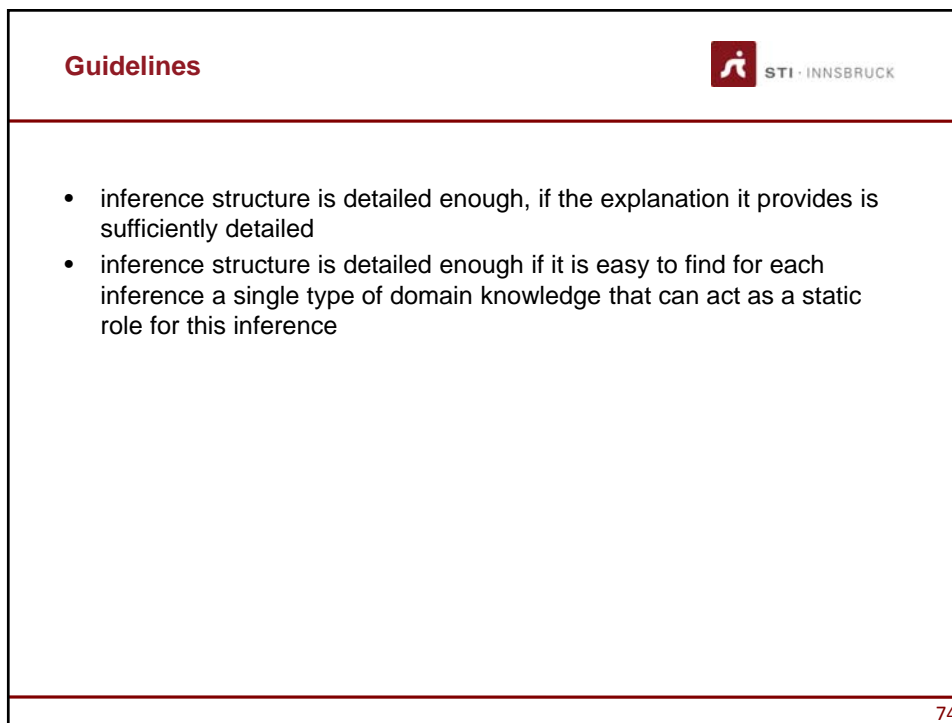 Guidelines
STI · INNSBRUCK
• inference structure is detailed enough, if the explanation it provides is
sufficiently detailed
• inference structure is detailed enough if it is easy to find for each
inference a single type of domain knowledge that can act as a static
role for this inference
74